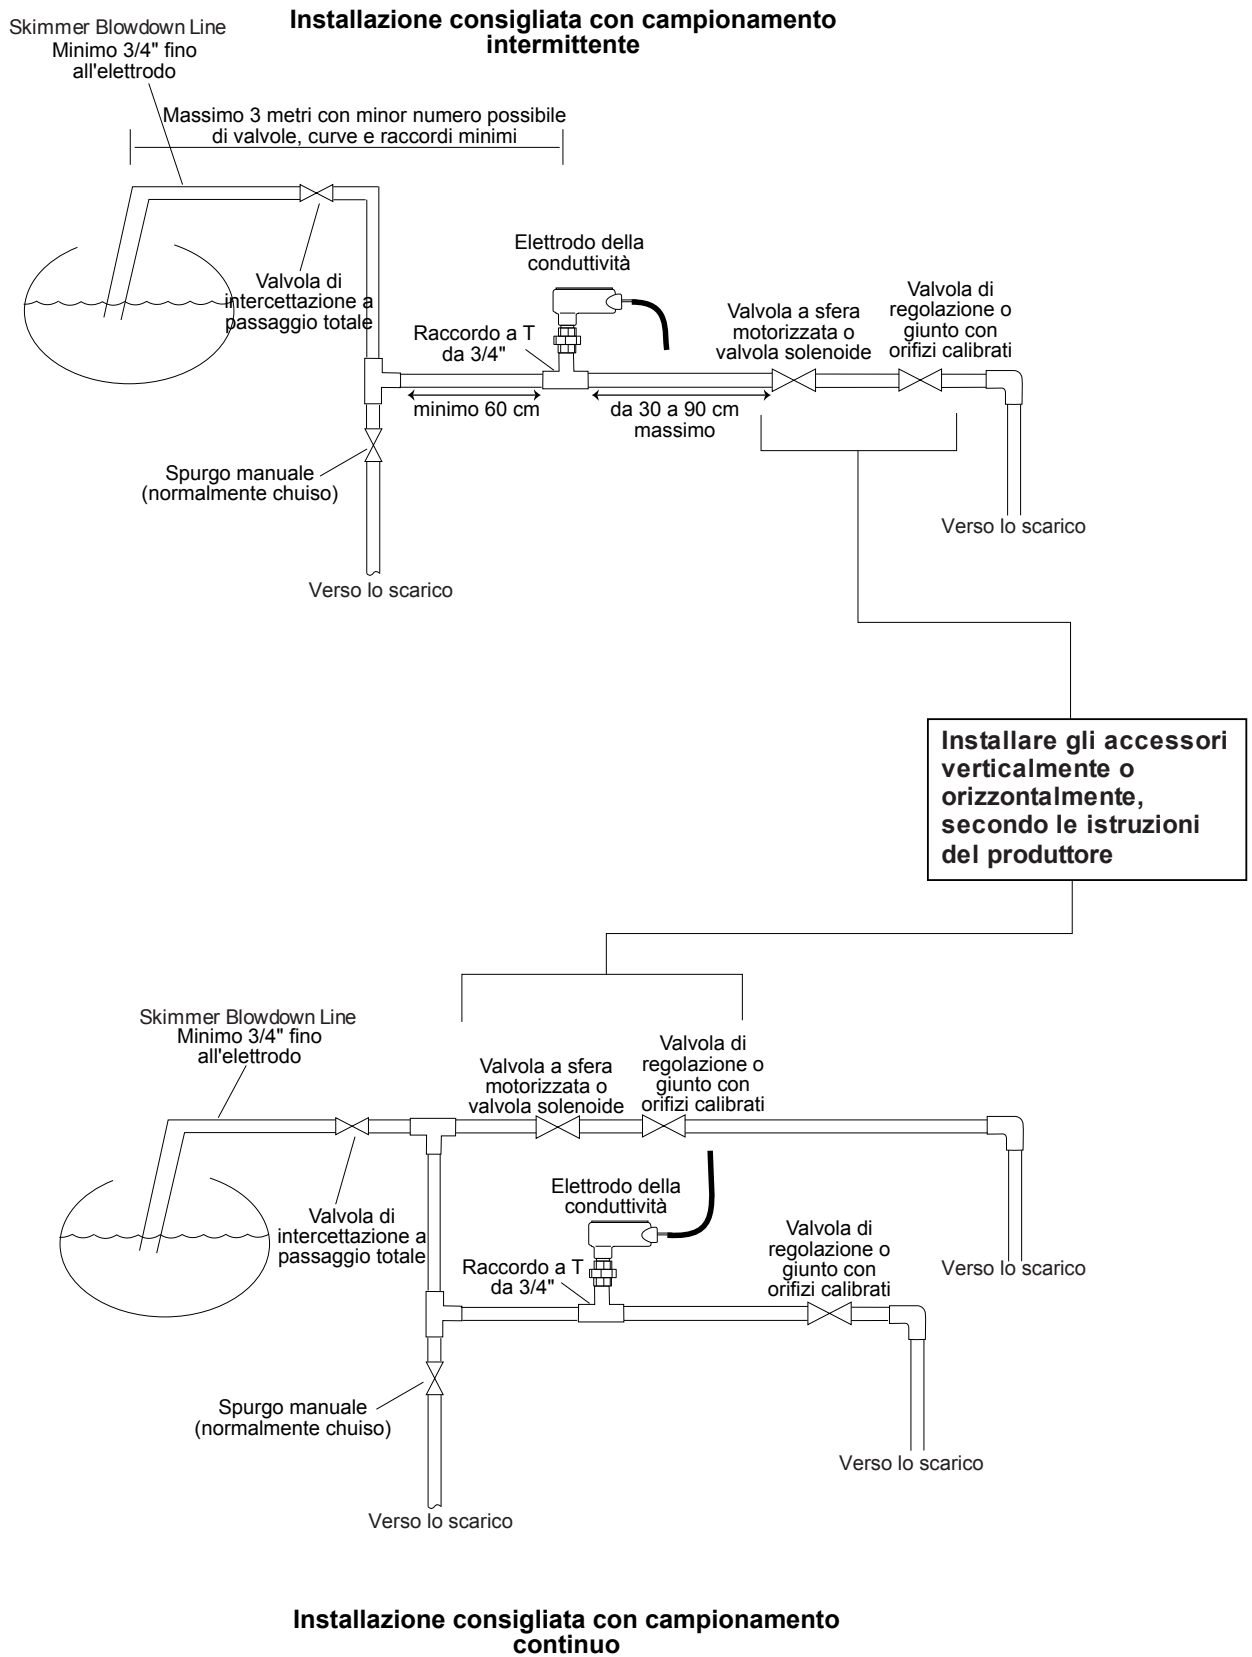 Installazione consigliata con campionamento
intermittente
Skimmer Blowdown Line
Minimo 3/4" fino
all'elettrodo
Massimo 3 metri con minor numero possibile
di valvole, curve e raccordi minimi
Valvola di
intercettazione a
passaggio totale
Elettrodo della
conduttività
Raccordo a T
da 3/4"
Valvola a sfera
motorizzata o
valvola solenoide
Valvola di
regolazione o
giunto con
orifizi calibrati
minimo 60 cm
da 30 a 90 cm
massimo
Spurgo manuale
(normalmente chuiso)
Verso lo scarico
Verso lo scarico
Installare gli accessori
verticalmente o
orizzontalmente,
secondo le istruzioni
del produttore
Skimmer Blowdown Line
Minimo 3/4" fino
all'elettrodo
Valvola a sfera
motorizzata o
valvola solenoide
Valvola di
regolazione o
giunto con
orifizi calibrati
Valvola di
intercettazione a
passaggio totale
Elettrodo della
conduttività
Raccordo a T
da 3/4"
Valvola di
regolazione o
giunto con
orifizi calibrati
Verso lo scarico
Spurgo manuale
(normalmente chuiso)
Verso lo scarico
Verso lo scarico
Installazione consigliata con campionamento
continuo